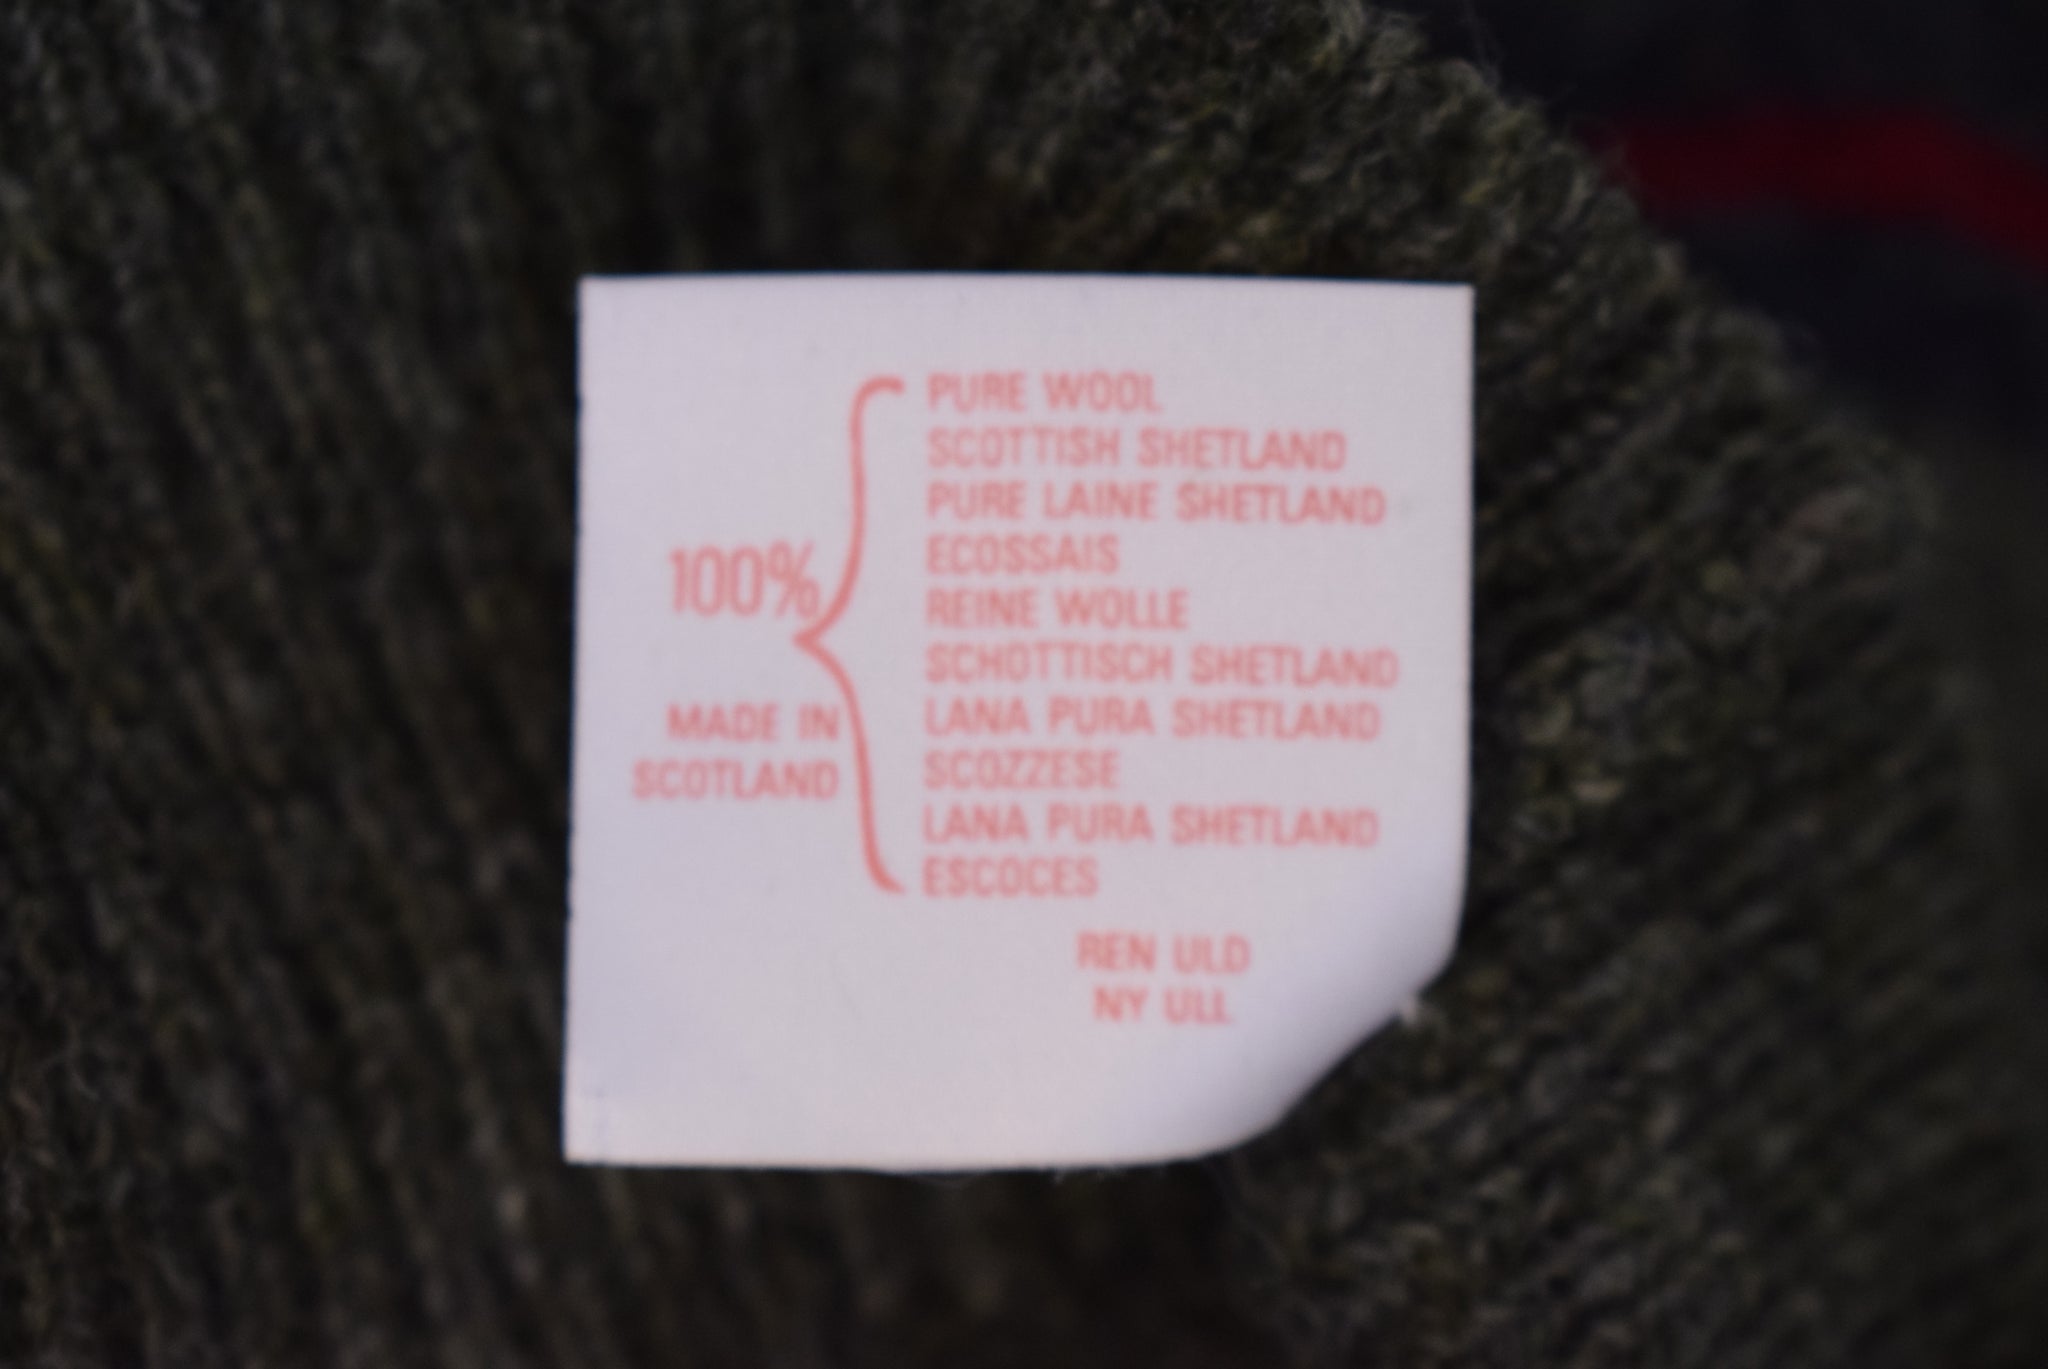 100%
MADE IN
SCOTLAND
PURE WOOL
SCOTTISH SHETLAND
PURE LAINE SHETLAND
ECOSSAIS
REINE WOLLE
SCHOTTISCH SHETLAND
LANA PURA SHETLAND
SCOZZESE
LANA PURA SHETLAND
ESCOCES
REN ULD
NY ULL